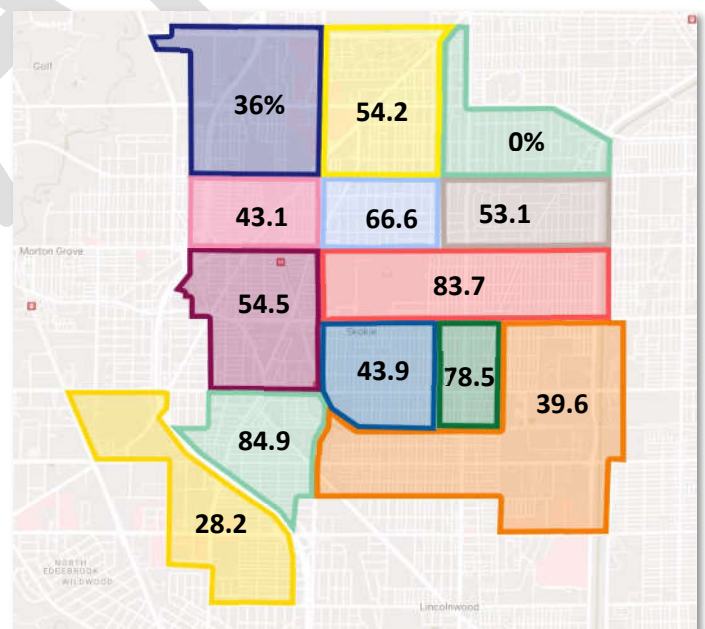 Golf
36%
54.2
0%
43.1
66.6
53.1
Morton Grove
54.5
83.7
Skokie
43.9
78.5
39.6
84.9
28.2
NORTH
EDGEBROOK
WILDWOOD
Lincolnwood